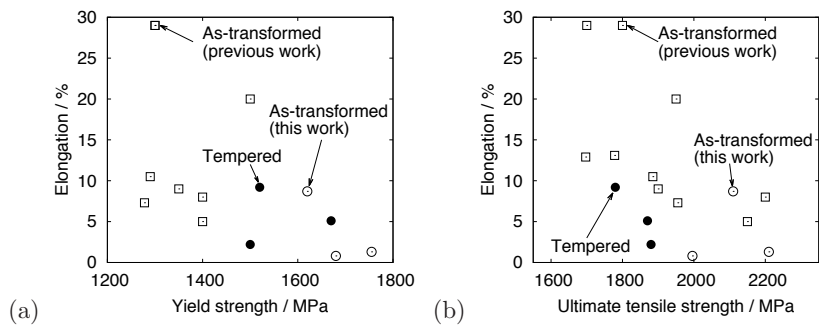 30
25
20
15
10
5
0
Elongation / %
As-transformed
(previous work)
As-transformed
(this work)
Tempered
1200 1400 1600 1800
Yield strength / MPa
(a)
30
25
20
15
10
5
0
Elongation / %
As-transformed
(previous work)
As-transformed
(this work)
Tempered
1600 1800 2000 2200
Ultimate tensile strength / MPa
(b)